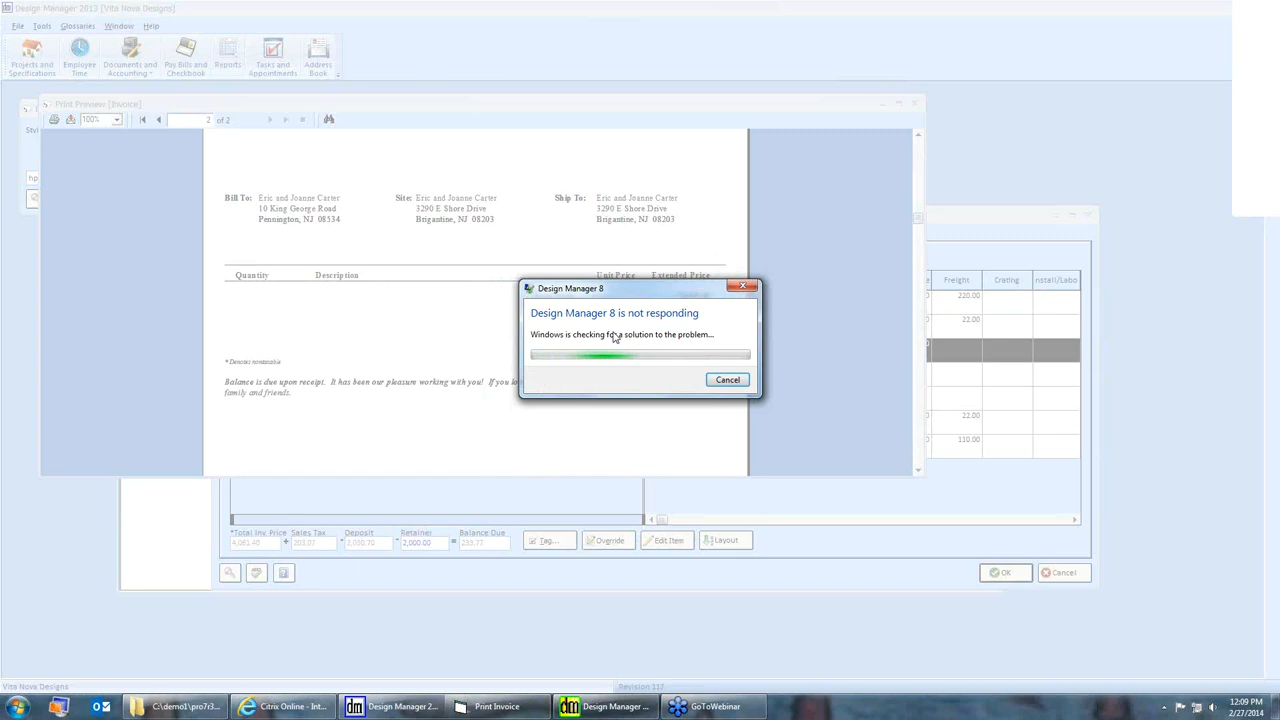 Design Manager 2013 [Vita Nova Designs]
File Tools Glossaries Window Help
Projects and Specifications
Employee Time
Documents and Accounting
Pay Bills and Checkbook
Reports
Tasks and Appointments
Address Book
Print Preview [Invoice]
100% 2 of 2
Bill To: Eric and Joanne Carter
10 King George Road
Pennington, NJ 08534
Site: Eric and Joanne Carter
3290 E Shore Drive
Brigantine, NJ 08203
Ship To: Eric and Joanne Carter
3290 E Shore Drive
Brigantine, NJ 08203
Quantity Description Unit Price Extended Price
* Denotes nontaxable
Balance is due upon receipt. It has been our pleasure working with you! If you
family and friends.
Design Manager 8
Design Manager 8 is not responding
Windows is checking for a solution to the problem...
Cancel
Freight Crating nstall/Labo
220.00
22.00
22.00
110.00
*Total Inv. Price Sales Tax Deposit Retainer Balance Due
4,061.40 + 203.07 - 2,030.70 - 2,000.00 = 233.77
Tag... Override Edit Item Layout
OK Cancel
Vita Nova Designs Revision 117
C:\demo1\pro7r3... Citrix Online - Int... Design Manager 2... Print Invoice Design Manager ... GoToWebinar
12:09 PM
2/27/2014